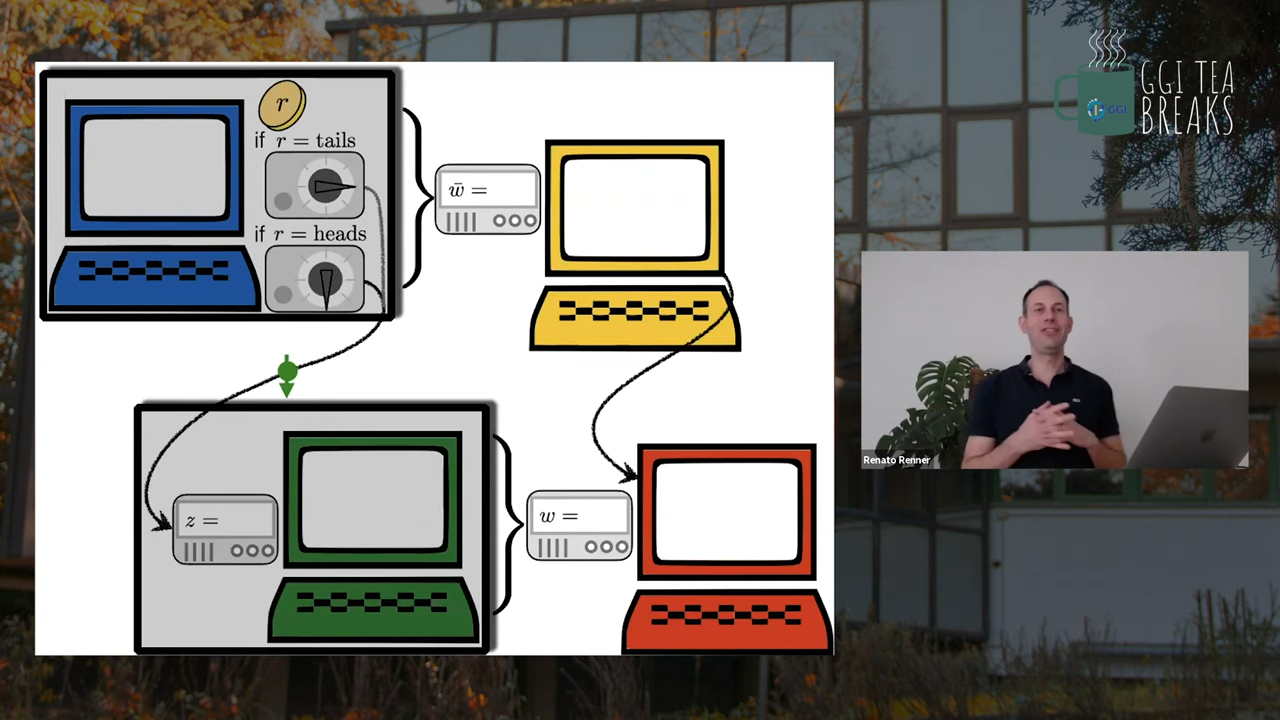 r
if r = tails
if r = heads
w̄ =
z =
w =
GGI TEA
BREAKS
GGI
Renato Renner